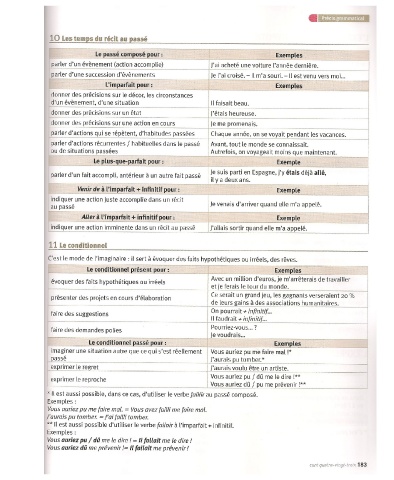 Précis grammatical
10 Les temps du récit au passé
Le passé composé pour : Exemples
parler d'un évènement (action accomplie) J'ai acheté une voiture l'année dernière.
parler d'une succession d'évènements Je l'ai croisé. – Il m'a souri. – Il est venu vers moi...
L'imparfait pour : Exemples
donner des précisions sur le décor, les circonstances
d'un évènement, d'une situation Il faisait beau.
donner des précisions sur un état J'étais heureuse.
donner des précisions sur une action en cours Je me promenais.
parler d'actions qui se répètent, d'habitudes passées Chaque année, on se voyait pendant les vacances.
parler d'actions récurrentes / habituelles dans le passé Avant, tout le monde se connaissait.
ou de situations passées Autrefois, on voyageait moins que maintenant.
Le plus-que-parfait pour : Exemple
parler d'un fait accompli, antérieur à un autre fait passé Je suis parti en Espagne, j'y étais déjà allé,
il y a deux ans.
Venir de à l'imparfait + infinitif pour : Exemple
indiquer une action juste accomplie dans un récit
au passé Je venais d'arriver quand elle m'a appelé.
Aller à l'imparfait + infinitif pour : Exemple
indiquer une action imminente dans un récit au passé J'allais sortir quand elle m'a appelé.
11 Le conditionnel
C'est le mode de l'imaginaire : il sert à évoquer des faits hypothétiques ou irréels, des rêves.
Le conditionnel présent pour : Exemples
évoquer des faits hypothétiques ou irréels Avec un million d'euros, je m'arrêterais de travailler
et je ferais le tour du monde.
présenter des projets en cours d'élaboration Ce serait un grand jeu, les gagnants verseraient 20 %
de leurs gains à des associations humanitaires.
faire des suggestions On pourrait + infinitif...
Il faudrait + infinitif...
faire des demandes polies Pourriez-vous... ?
Je voudrais...
Le conditionnel passé pour : Exemples
imaginer une situation autre que ce qui s'est réellement Vous auriez pu me faire mal !*
passé J'aurais pu tomber.*
exprimer le regret J'aurais voulu être un artiste.
exprimer le reproche Vous auriez pu / dû me le dire !**
Vous auriez dû / pu me prévenir !**
* Il est aussi possible, dans ce cas, d'utiliser le verbe faillir au passé composé.
Exemples :
Vous auriez pu me faire mal. = Vous avez failli me faire mal.
J'aurais pu tomber. = J'ai failli tomber.
** Il est aussi possible d'utiliser le verbe falloir à l'imparfait + infinitif.
Exemples :
Vous auriez pu / dû me le dire ! = Il fallait me le dire !
Vous auriez dû me prévenir != Il fallait me prévenir !
cent quatre-vingt-trois 183